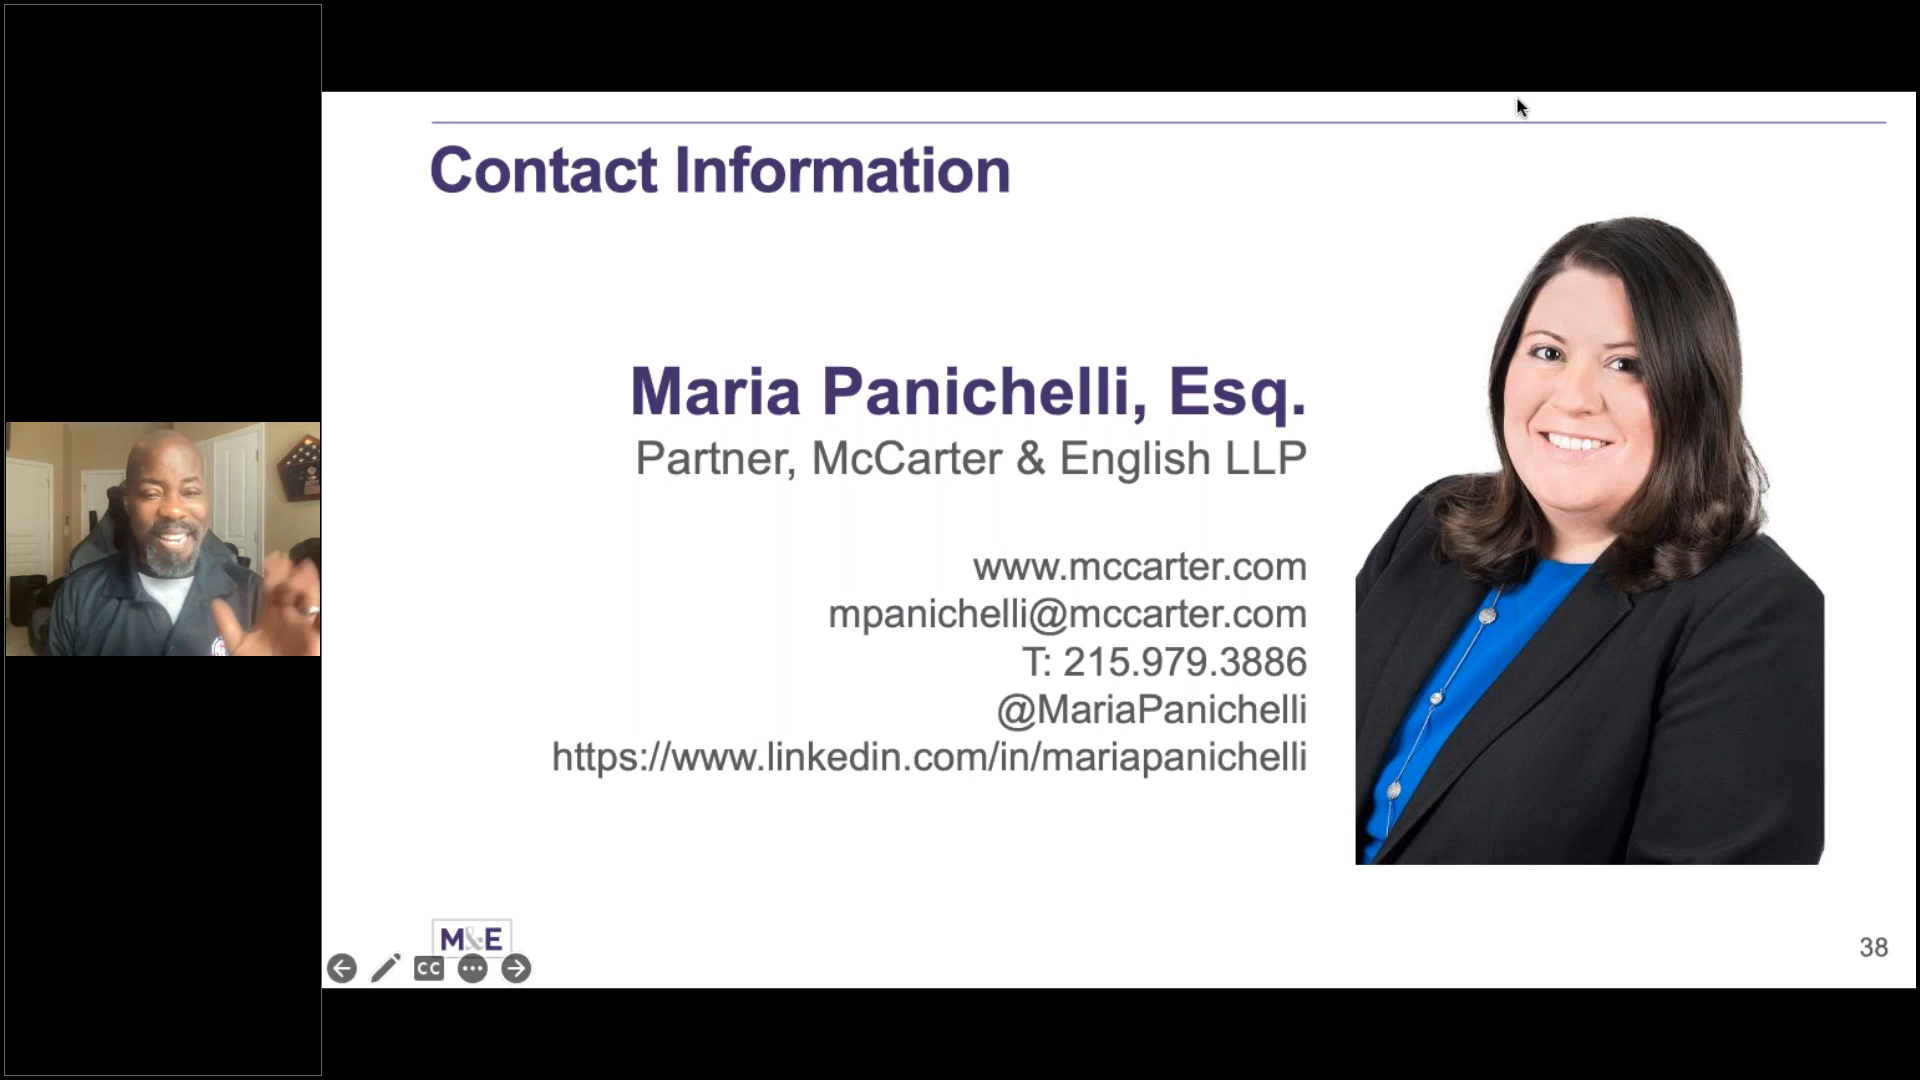 Contact Information
Maria Panichelli, Esq.
Partner, McCarter & English LLP
www.mccarter.com
mpanichelli@mccarter.com
T: 215.979.3886
@MariaPanichelli
https://www.linkedin.com/in/mariapanichelli
M&E
CC
38